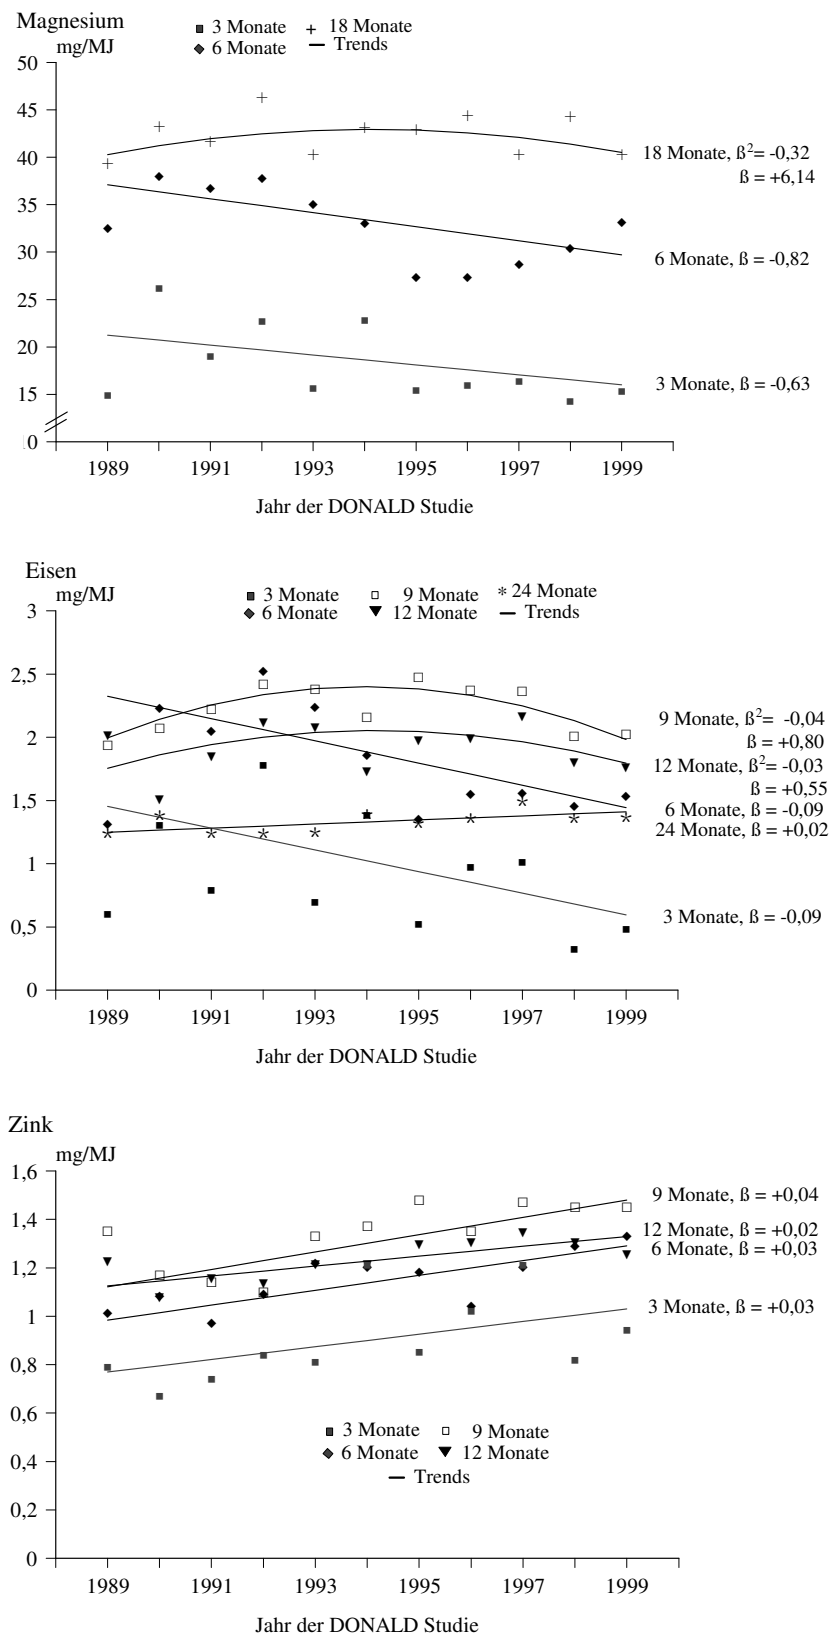 Magnesium
mg/MJ
3 Monate + 18 Monate
6 Monate Trends
50
45
40
35
30
25
20
15
10
18 Monate, ß²= -0,32
ß = +6,14
6 Monate, ß = -0,82
3 Monate, ß = -0,63
1989 1991 1993 1995 1997 1999
Jahr der DONALD Studie
Eisen
mg/MJ
3 Monate 9 Monate * 24 Monate
6 Monate 12 Monate Trends
3
2,5
2
1,5
1
0,5
0
9 Monate, ß²= -0,04
ß = +0,80
12 Monate, ß²= -0,03
ß = +0,55
6 Monate, ß = -0,09
24 Monate, ß = +0,02
3 Monate, ß = -0,09
1989 1991 1993 1995 1997 1999
Jahr der DONALD Studie
Zink
mg/MJ
1,6
1,4
1,2
1
0,8
0,6
0,4
0,2
0
9 Monate, ß = +0,04
12 Monate, ß = +0,02
6 Monate, ß = +0,03
3 Monate, ß = +0,03
3 Monate 9 Monate
6 Monate 12 Monate
Trends
1989 1991 1993 1995 1997 1999
Jahr der DONALD Studie